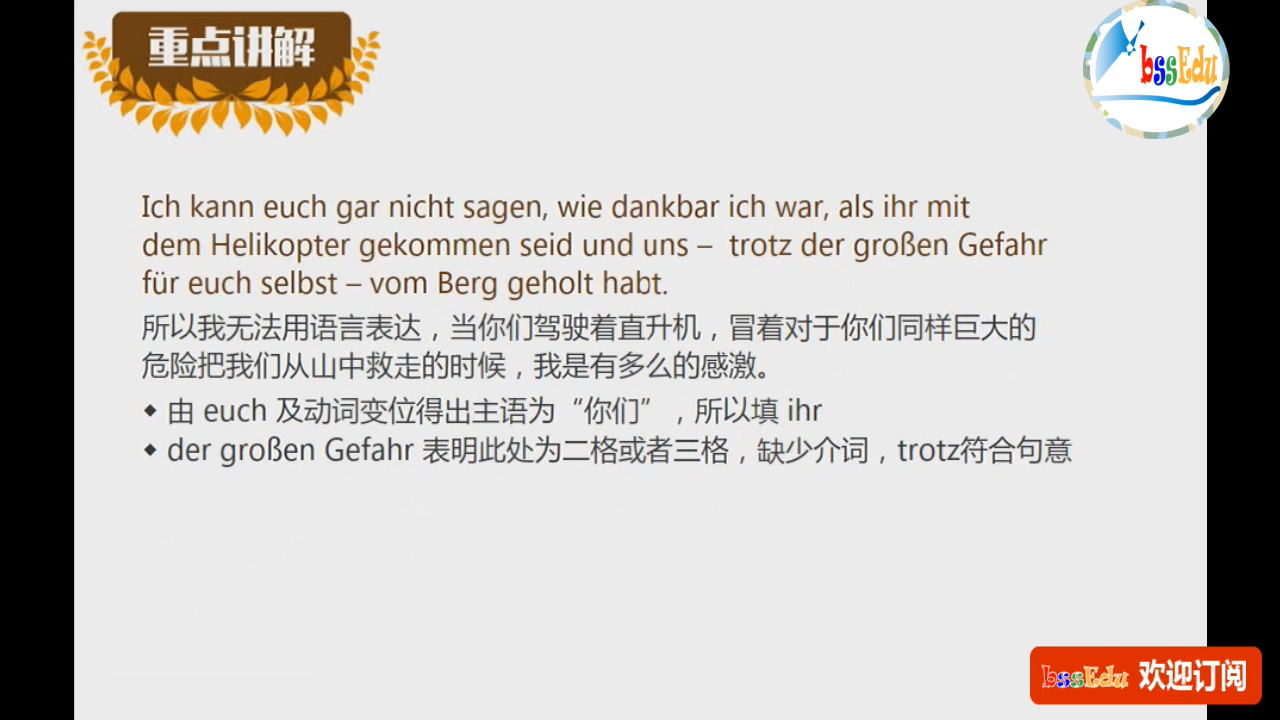 重点讲解
bssEdu
Ich kann euch gar nicht sagen, wie dankbar ich war, als ihr mit
dem Helikopter gekommen seid und uns – trotz der großen Gefahr
für euch selbst – vom Berg geholt habt.
所以我无法用语言表达，当你们驾驶着直升机，冒着对于你们同样巨大的
危险把我们从山中救走的时候，我是有多么的感激。
◆ 由 euch 及动词变位得出主语为“你们”，所以填 ihr
◆ der großen Gefahr 表明此处为二格或者三格，缺少介词，trotz符合句意
bssEdu 欢迎订阅